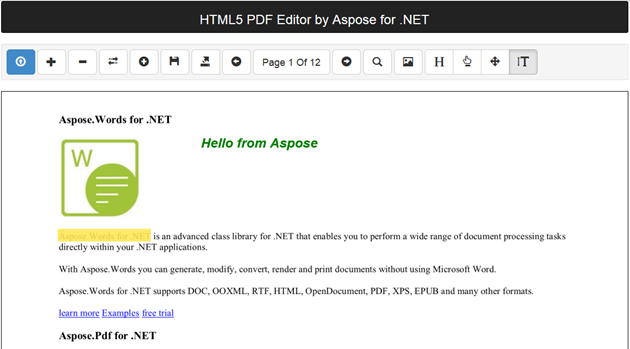 HTML5 PDF Editor by Aspose for .NET
Page 1 Of 12
H
T
Aspose.Words for .NET
W
Hello from Aspose
Aspose.Words for .NET is an advanced class library for .NET that enables you to perform a wide range of document processing tasks
directly within your .NET applications.
With Aspose.Words you can generate, modify, convert, render and print documents without using Microsoft Word.
Aspose.Words for .NET supports DOC, OOXML, RTF, HTML, OpenDocument, PDF, XPS, EPUB and many other formats.
learn more Examples free trial
Aspose.Pdf for .NET